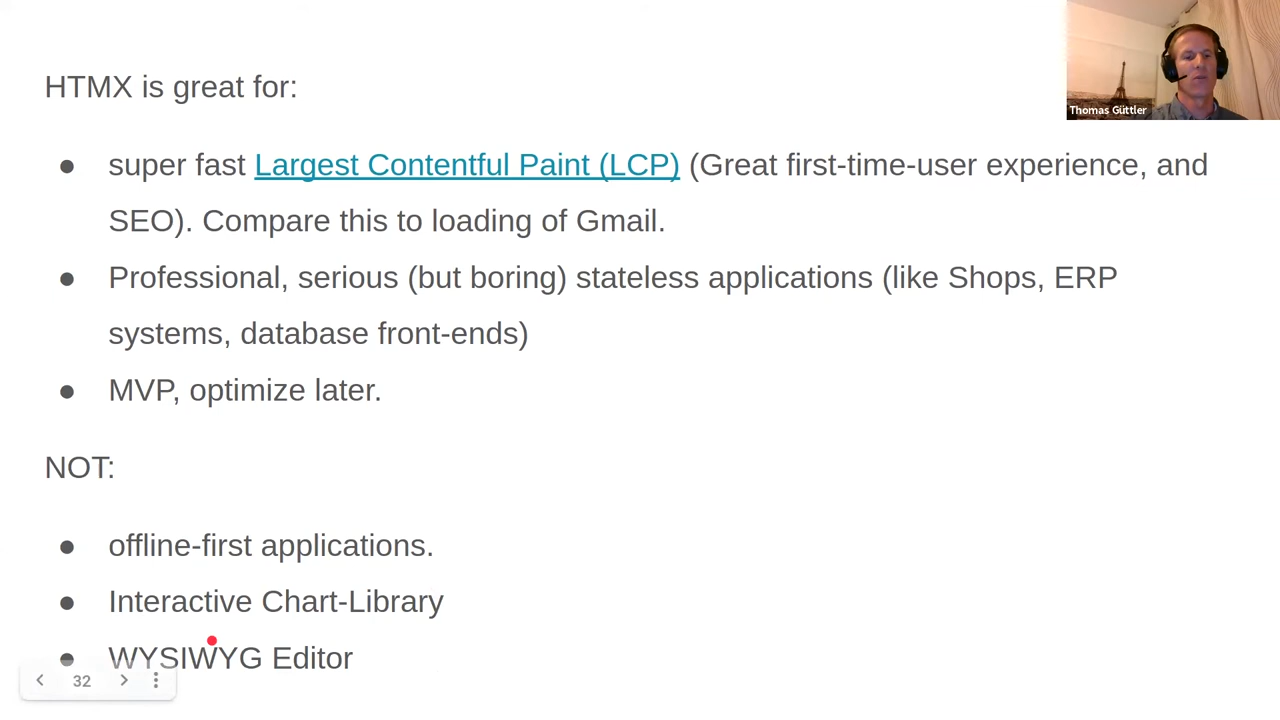 HTMX is great for:
● super fast Largest Contentful Paint (LCP) (Great first-time-user experience, and
SEO). Compare this to loading of Gmail.
● Professional, serious (but boring) stateless applications (like Shops, ERP
systems, database front-ends)
● MVP, optimize later.
NOT:
● offline-first applications.
● Interactive Chart-Library
● WYSIWYG Editor
32
Thomas Güttler